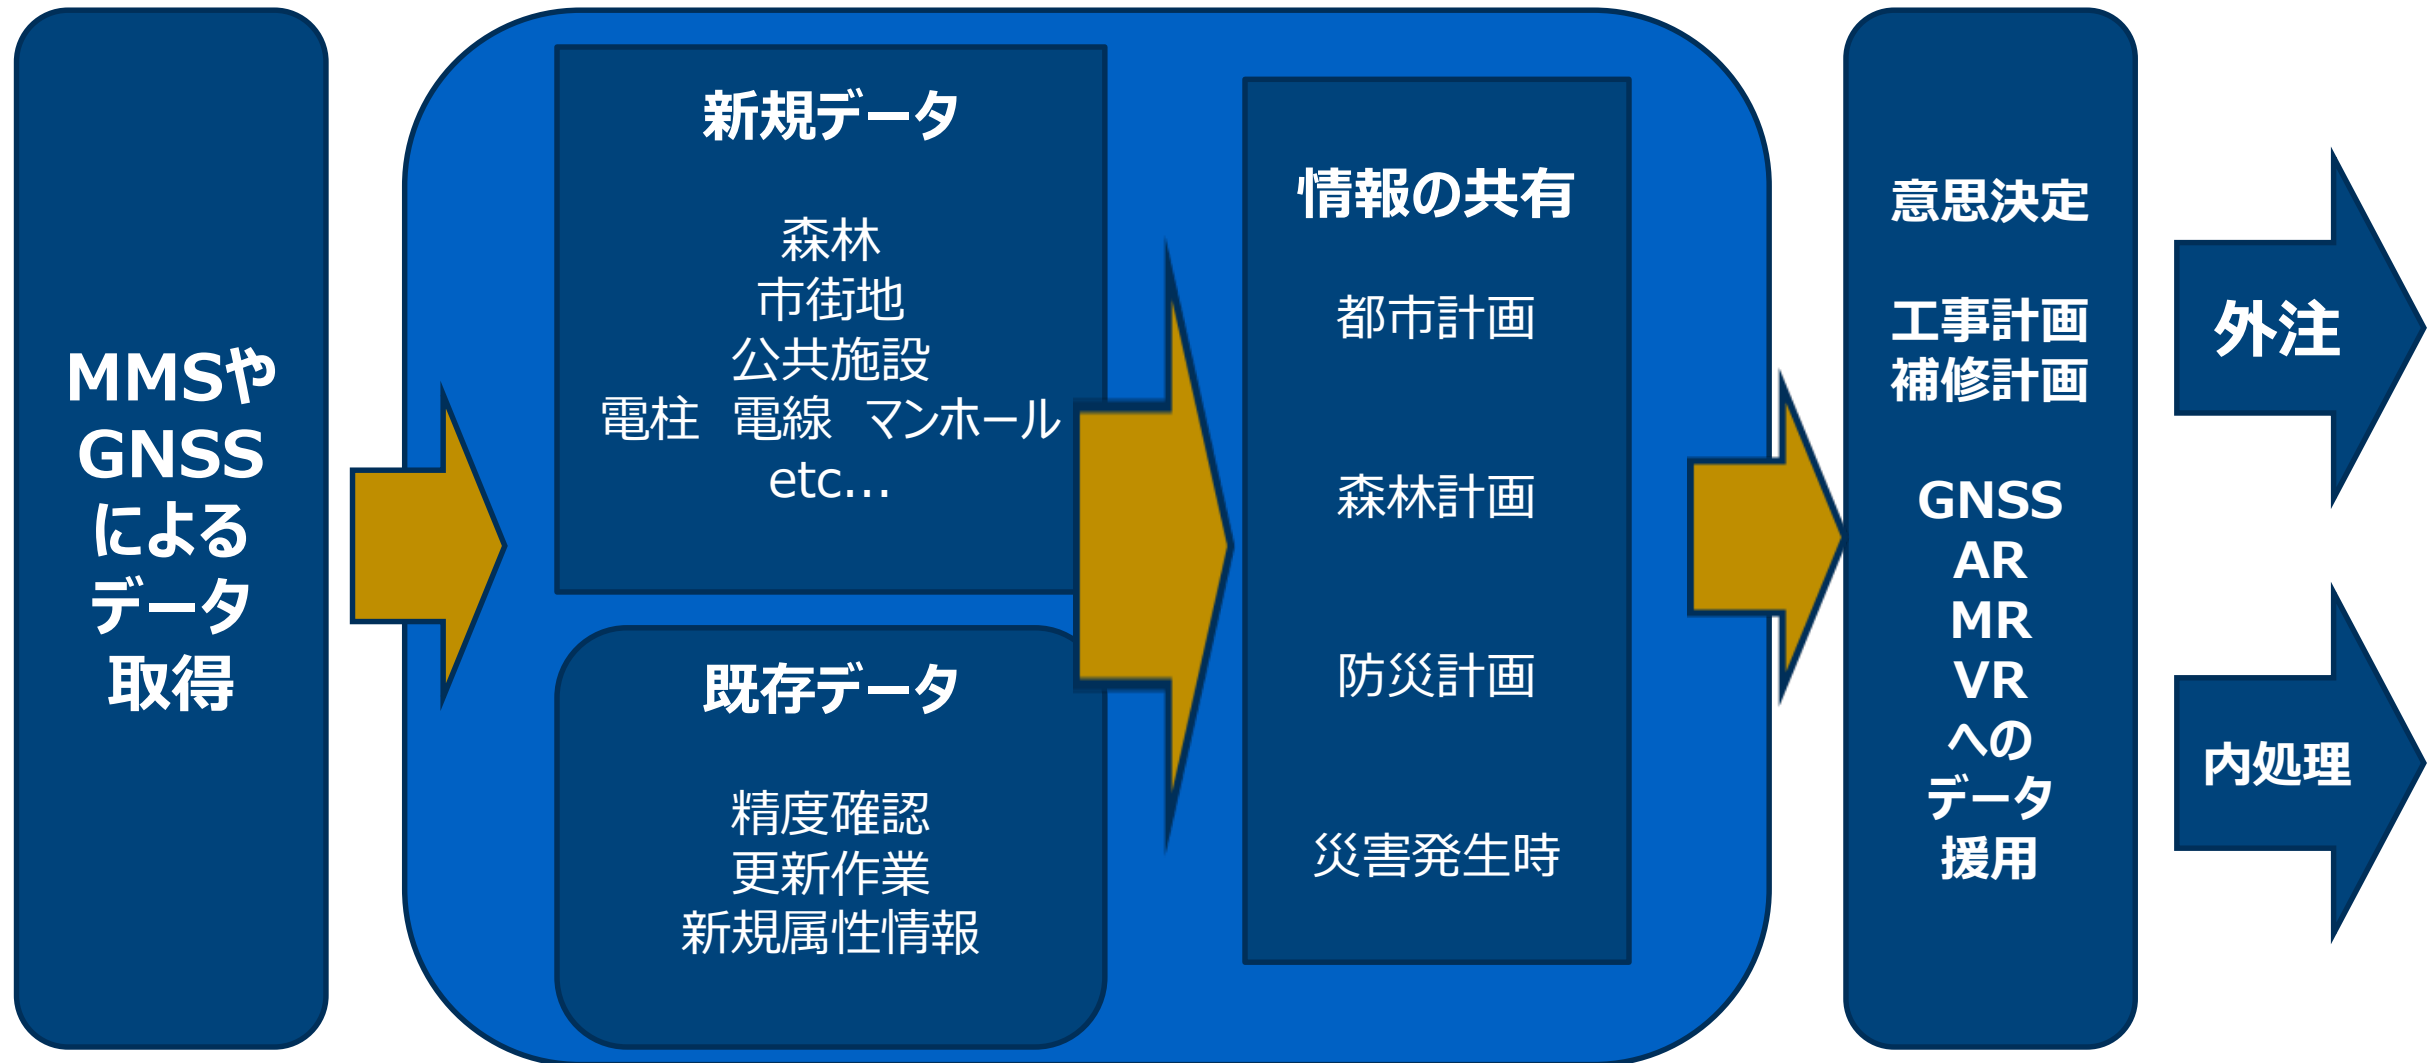 MMSや
GNSS
による
データ
取得
新規データ
森林
市街地
公共施設
電柱　電線　マンホール
etc…
既存データ
精度確認
更新作業
新規属性情報
情報の共有
都市計画
森林計画
防災計画
災害発生時
意思決定
工事計画
補修計画
GNSS
AR
MR
VR
への
データ
援用
外注
内処理